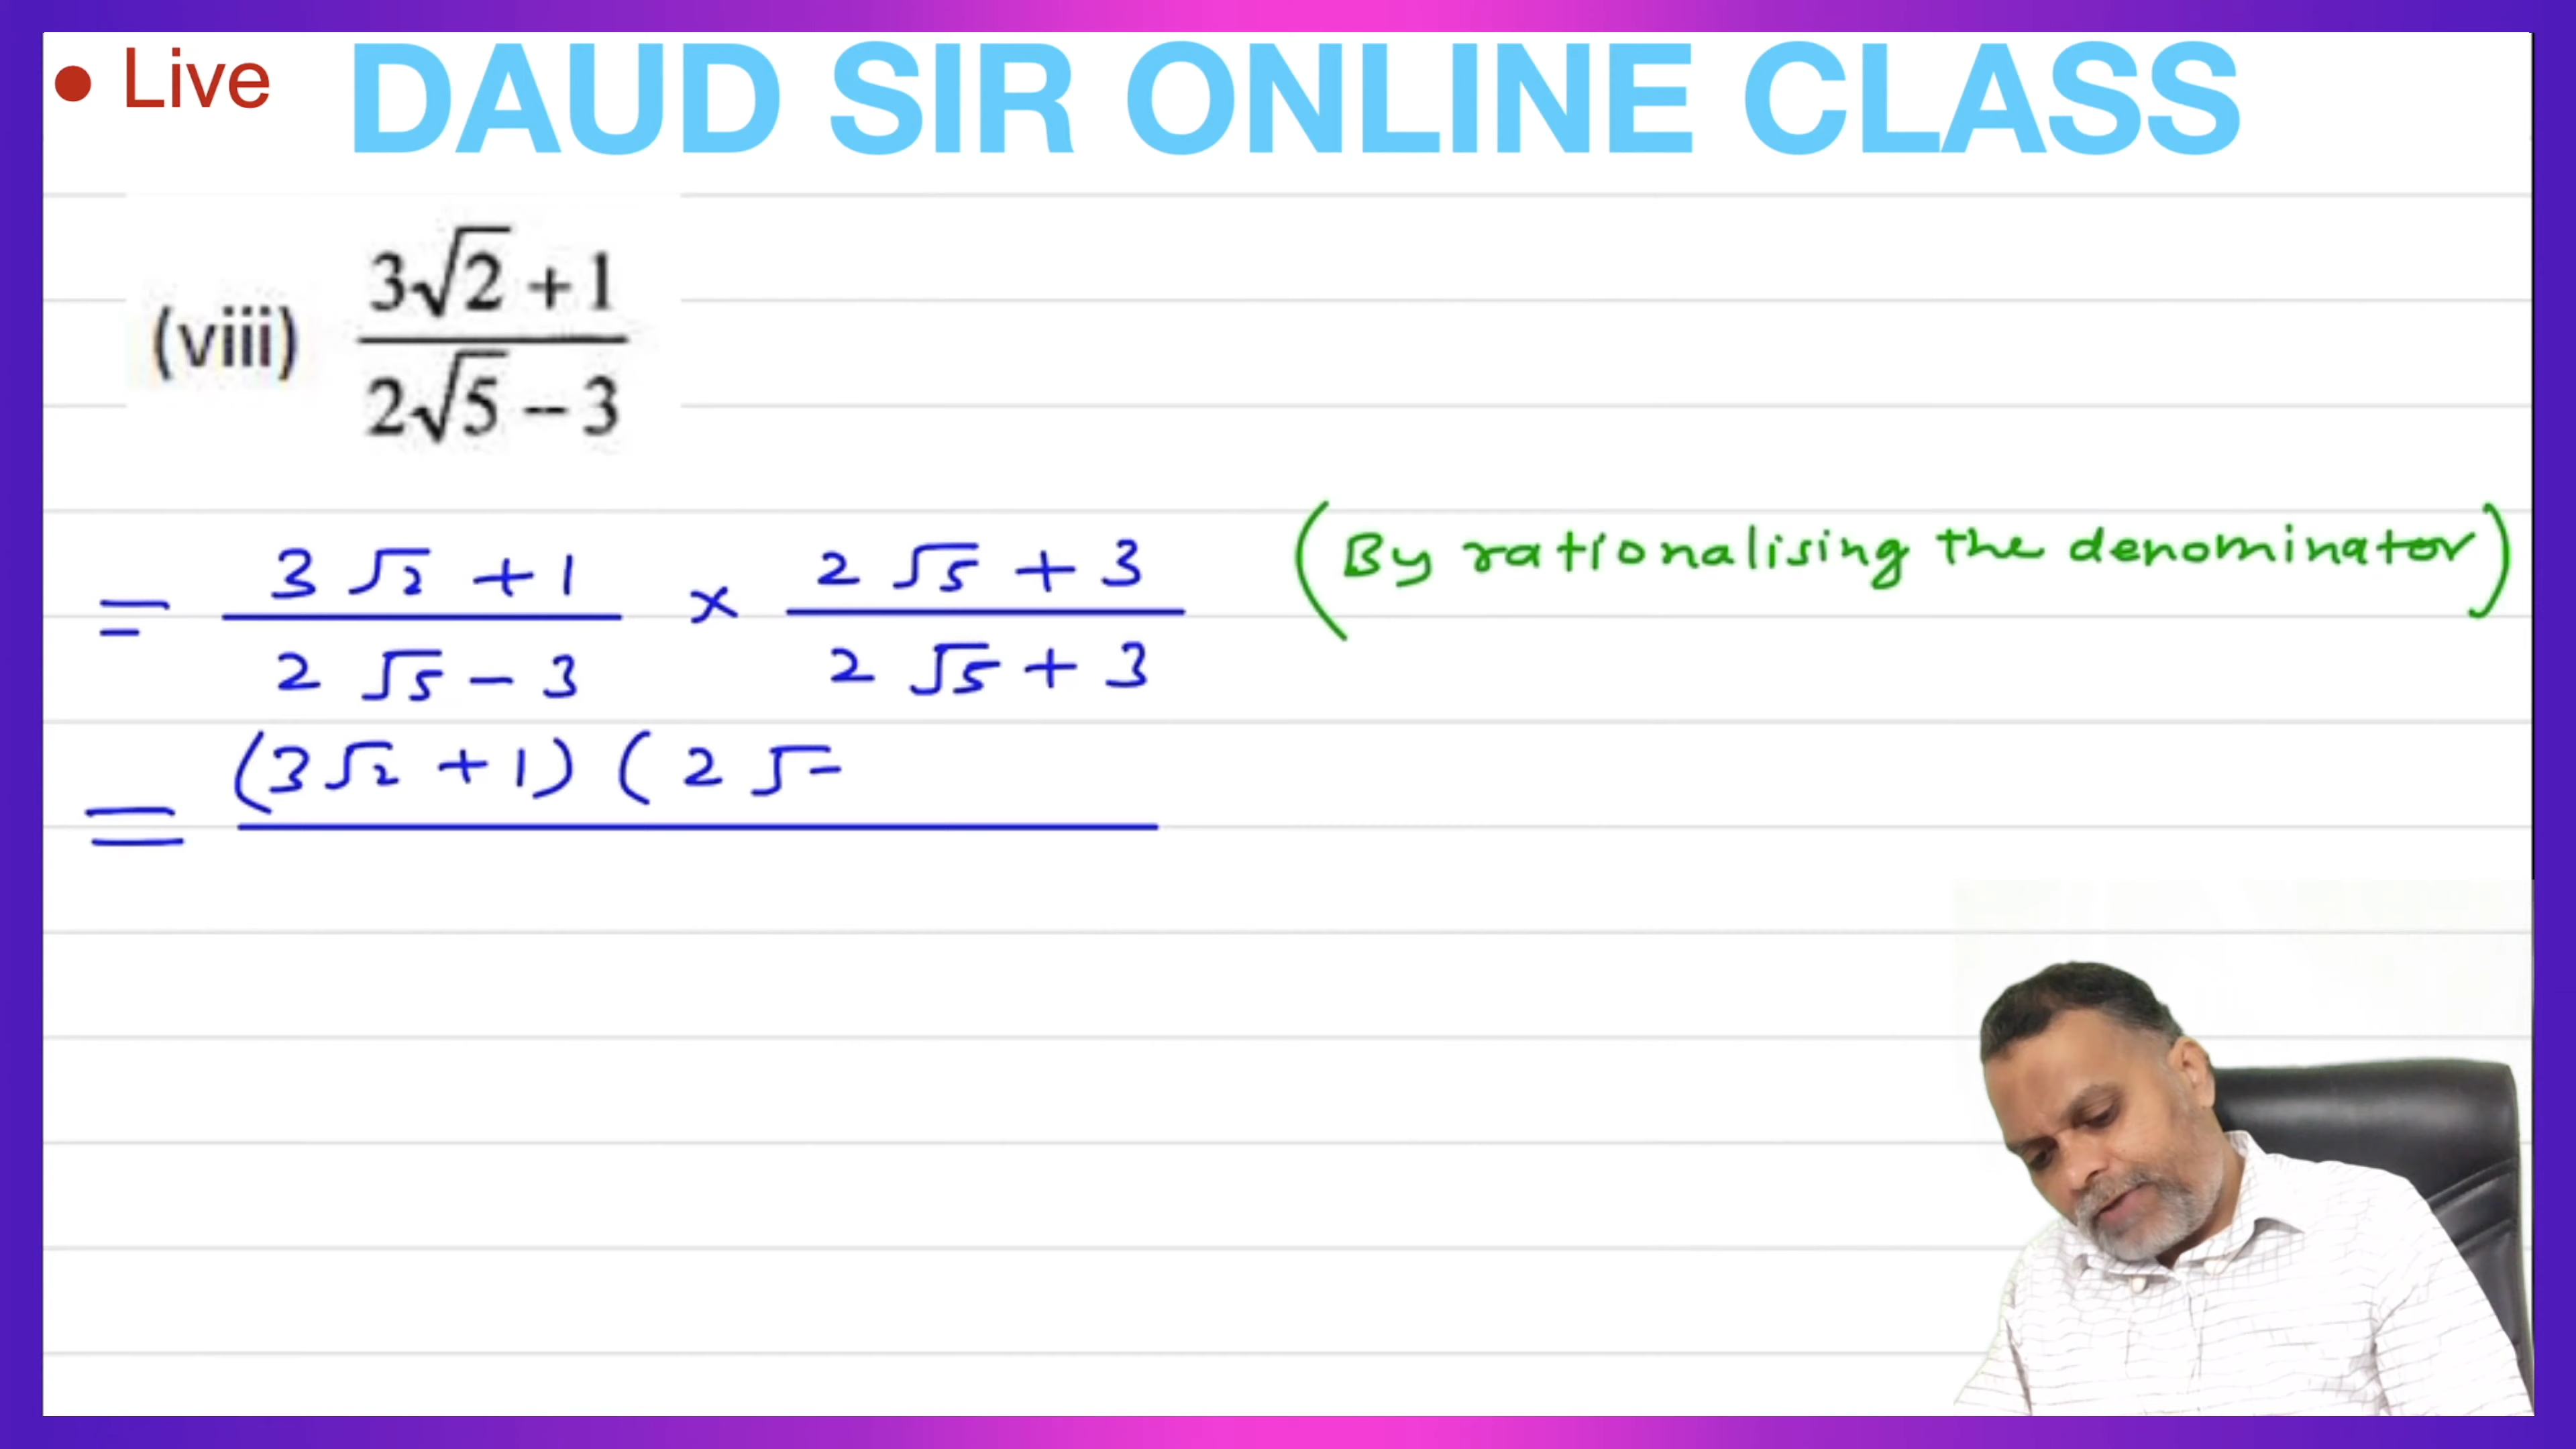 • Live DAUD SIR ONLINE CLASS
(viii) (3√2 + 1)/(2√5 - 3)
= (3√2 + 1)/(2√5 - 3) × (2√5 + 3)/(2√5 + 3) (By rationalising the denominator)
= (3√2 + 1) (2√